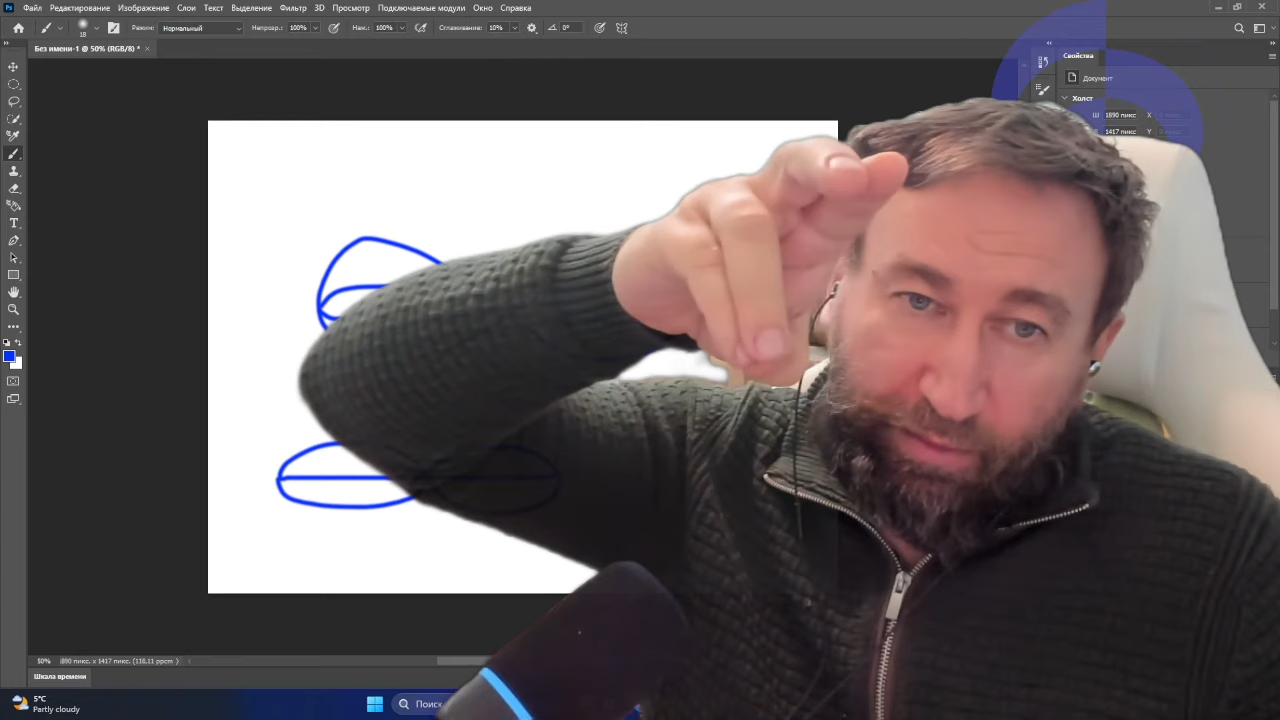 Ps Файл Редактирование Изображение Слои Текст Выделение Фильтр 3D Просмотр Подключаемые модули Окно Справка
18 Режим: Нормальный Непрозр.: 100% Наж.: 100% Сглаживание: 10% 0°
Без имени-1 @ 50% (RGB/8) * ×
Свойства
Документ
Холст
Ш 1890 пикс X
1417 пикс Y
50% 1890 пикс. x 1417 пикс. (118,11 ppcm)
Шкала времени
5°C
Partly cloudy
Поиск